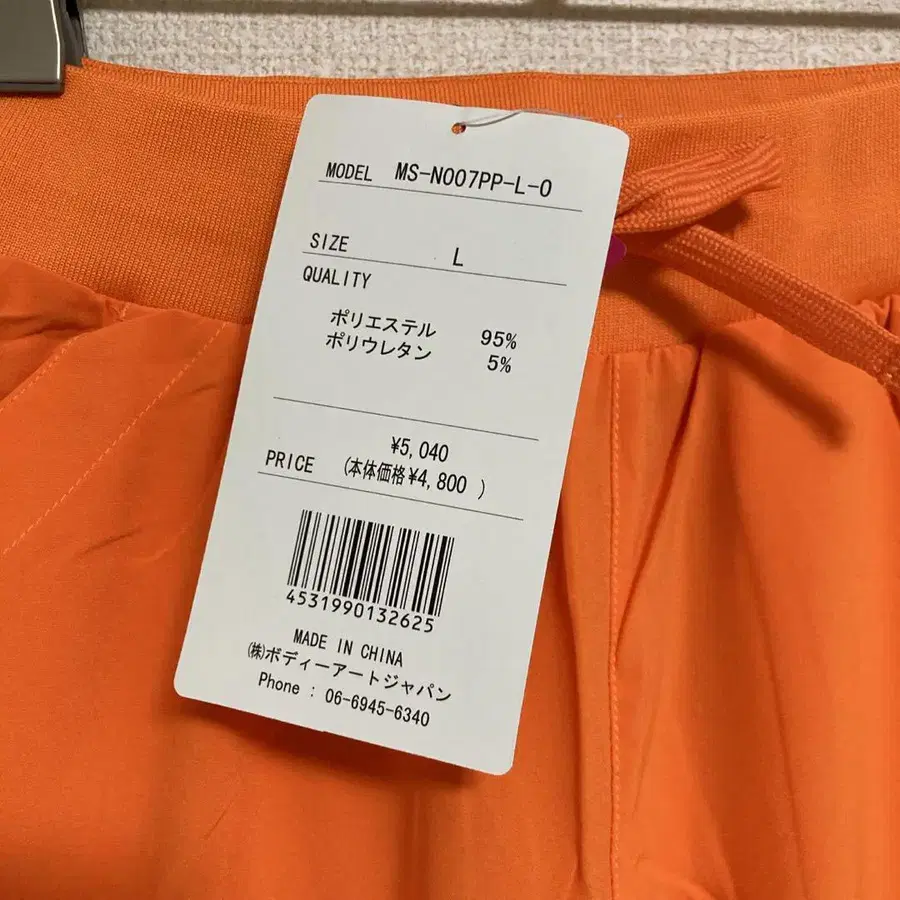 MODEL MS-N007PP-L-O
SIZE L
QUALITY
ポリエステル 95%
ポリウレタン 5%
¥5,040
PRICE (本体価格¥4,800 )
4531990132625
MADE IN CHINA
(株)ボディーアートジャパン
Phone : 06-6945-6340